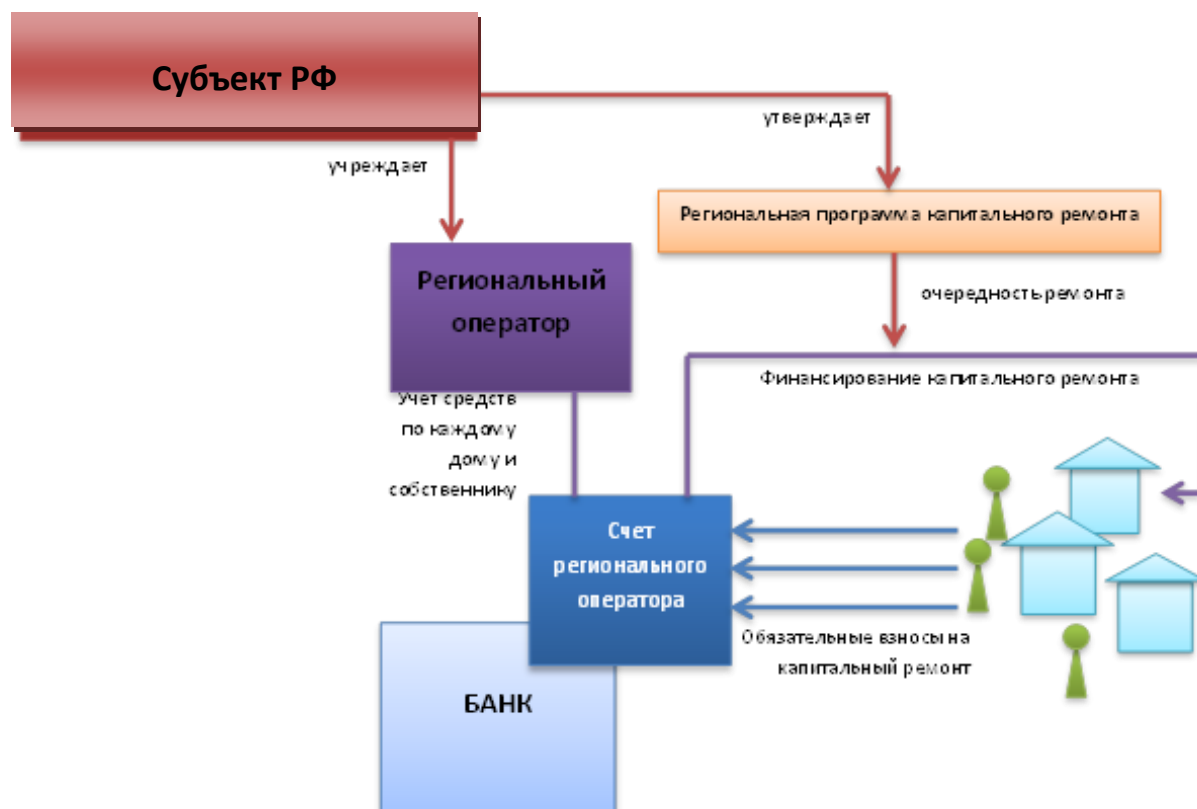 Субъект РФ
утверждает
учреждает
Региональная программа капитального ремонта
Региональный
оператор
очередность ремонта
Финансирование капитального ремонта
Учет средств
по каждому
дому и
собственнику
Счет
регионального
оператора
Обязательные взносы на
капитальный ремонт
БАНК